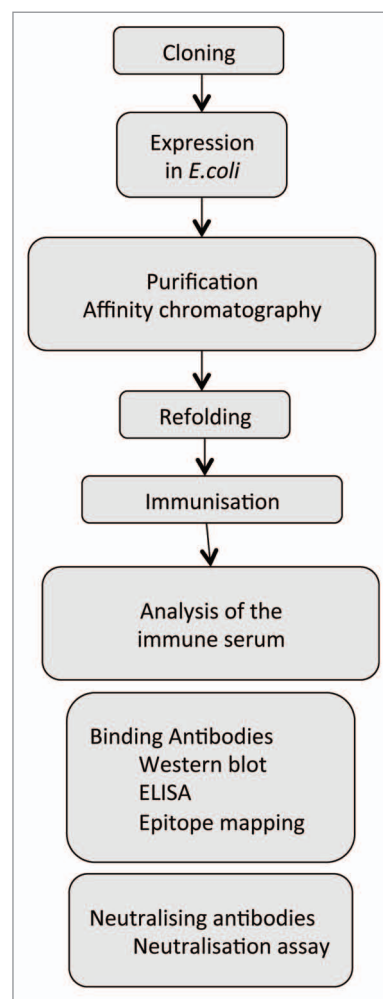 Cloning
Expression
in E.coli
Purification
Affinity chromatography
Refolding
Immunisation
Analysis of the
immune serum
Binding Antibodies
Western blot
ELISA
Epitope mapping
Neutralising antibodies
Neutralisation assay